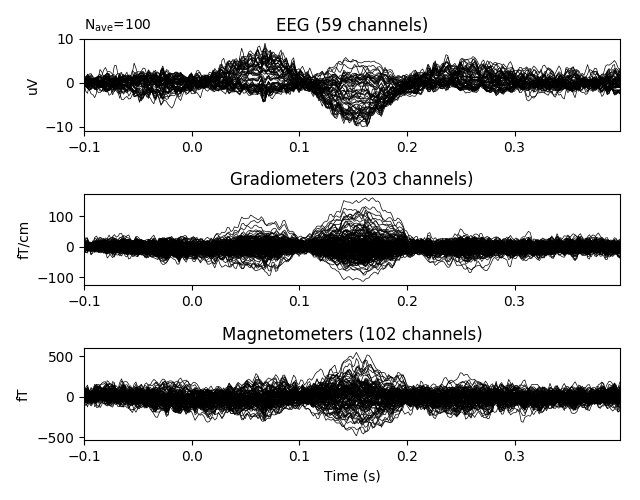 N_ave=100
EEG (59 channels)
10
0
−10
uV
−0.1 0.0 0.1 0.2 0.3
Gradiometers (203 channels)
100
0
−100
fT/cm
−0.1 0.0 0.1 0.2 0.3
Magnetometers (102 channels)
500
0
−500
fT
−0.1 0.0 0.1 0.2 0.3
Time (s)